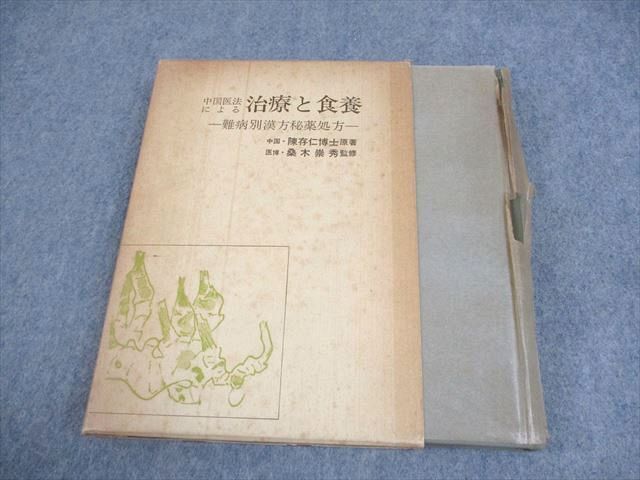 中国医法
による 治療と食養
―難病別漢方秘薬処方―
中国・陳存仁博士原著
医博・桑木崇秀監修